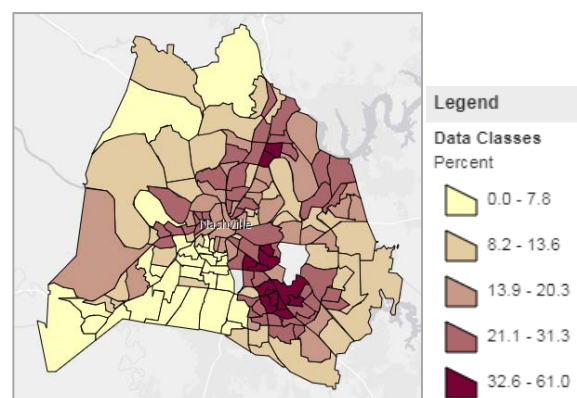 Nashville
Legend
Data Classes
Percent
0.0 - 7.8
8.2 - 13.6
13.9 - 20.3
21.1 - 31.3
32.6 - 61.0